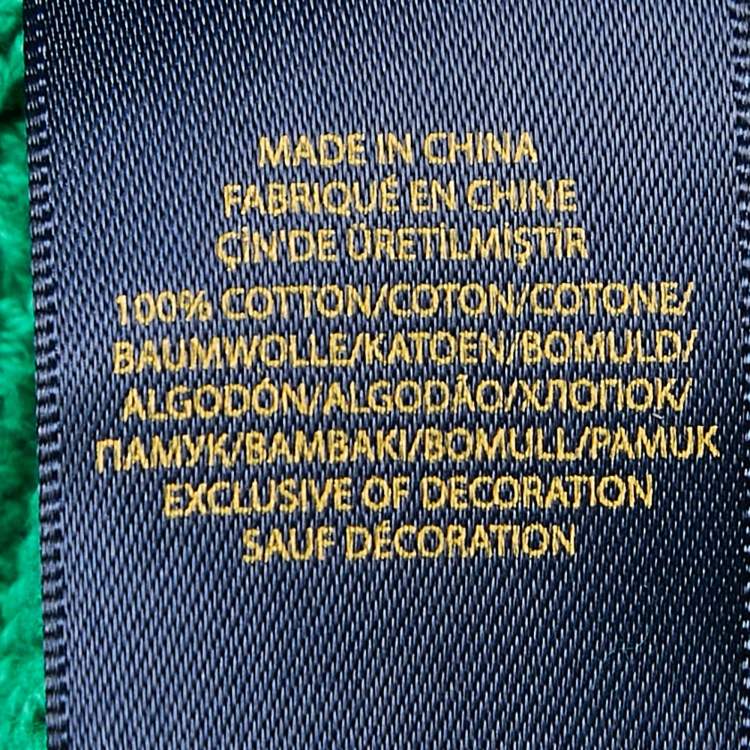 MADE IN CHINA
FABRIQUÉ EN CHINE
ÇİN'DE ÜRETİLMİŞTİR
100% COTTON/COTON/COTONE/
BAUMWOLLE/KATOEN/BOMULD/
ALGODÓN/ALGODÃO/ХЛОПОК/
ПАМУК/BAMBAKI/BOMULL/PAMUK
EXCLUSIVE OF DECORATION
SAUF DÉCORATION